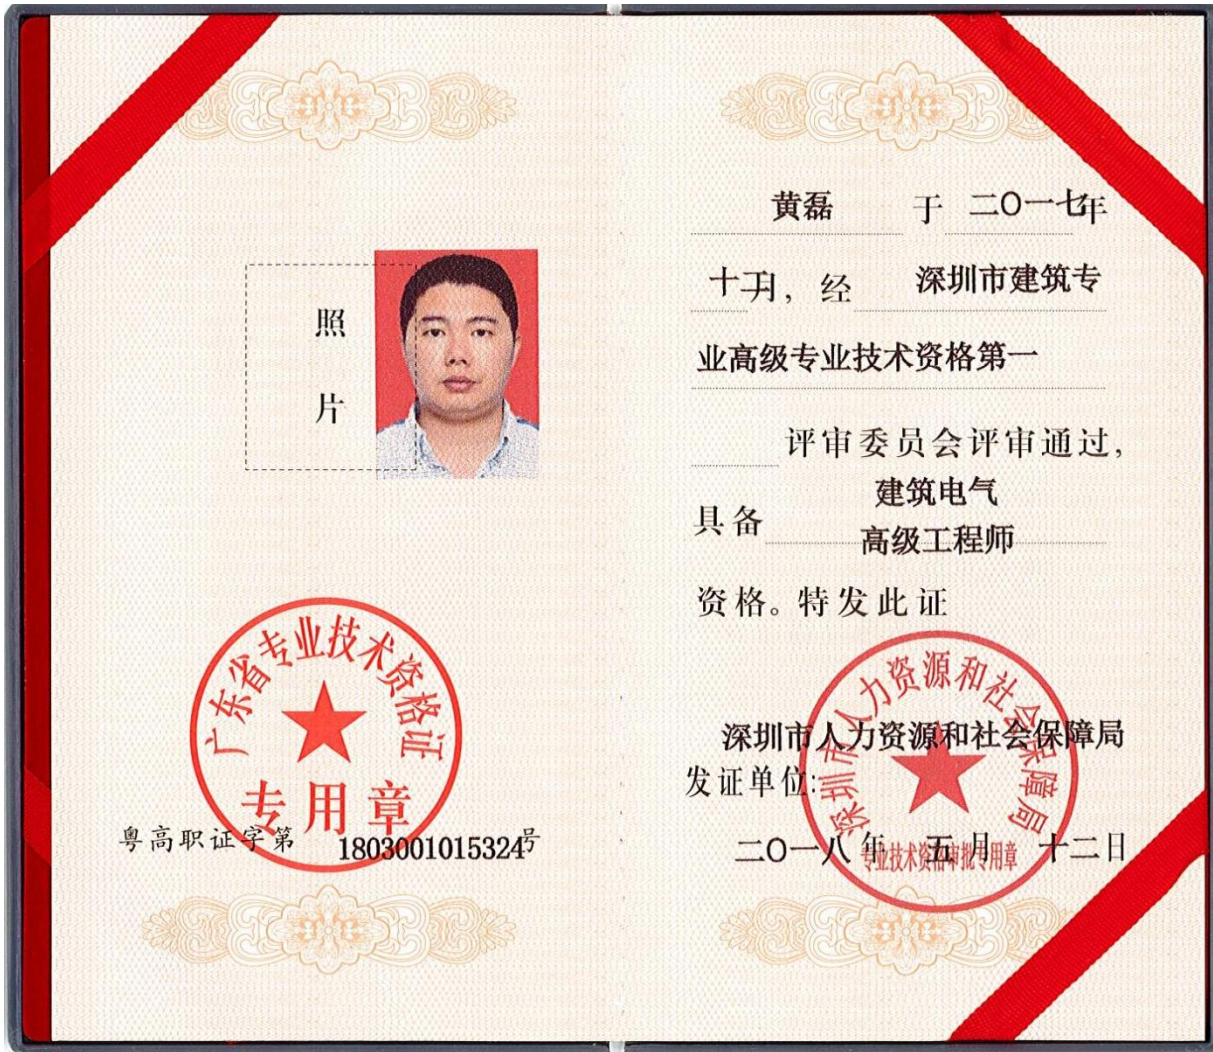 照
片
广东省专业技术资格证
专用章
粤高职证字第 1803001015324号
黄磊 于 二〇一七年
十二月，经 深圳市建筑专
业高级专业技术资格第一
评审委员会评审通过，
建筑电气
具备
高级工程师
资格。特发此证
深圳市人力资源和社会保障局
深圳市人力资源和社会保障局
发证单位:
二〇一八年 五月 十二日
专业技术资格审批专用章